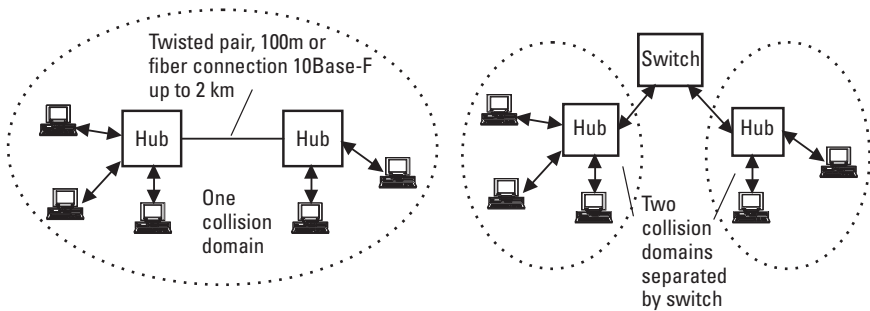 Twisted pair, 100m or
fiber connection 10Base-F
up to 2 km
Hub
Hub
One
collision
domain
Switch
Hub
Hub
Two
collision
domains
separated
by switch